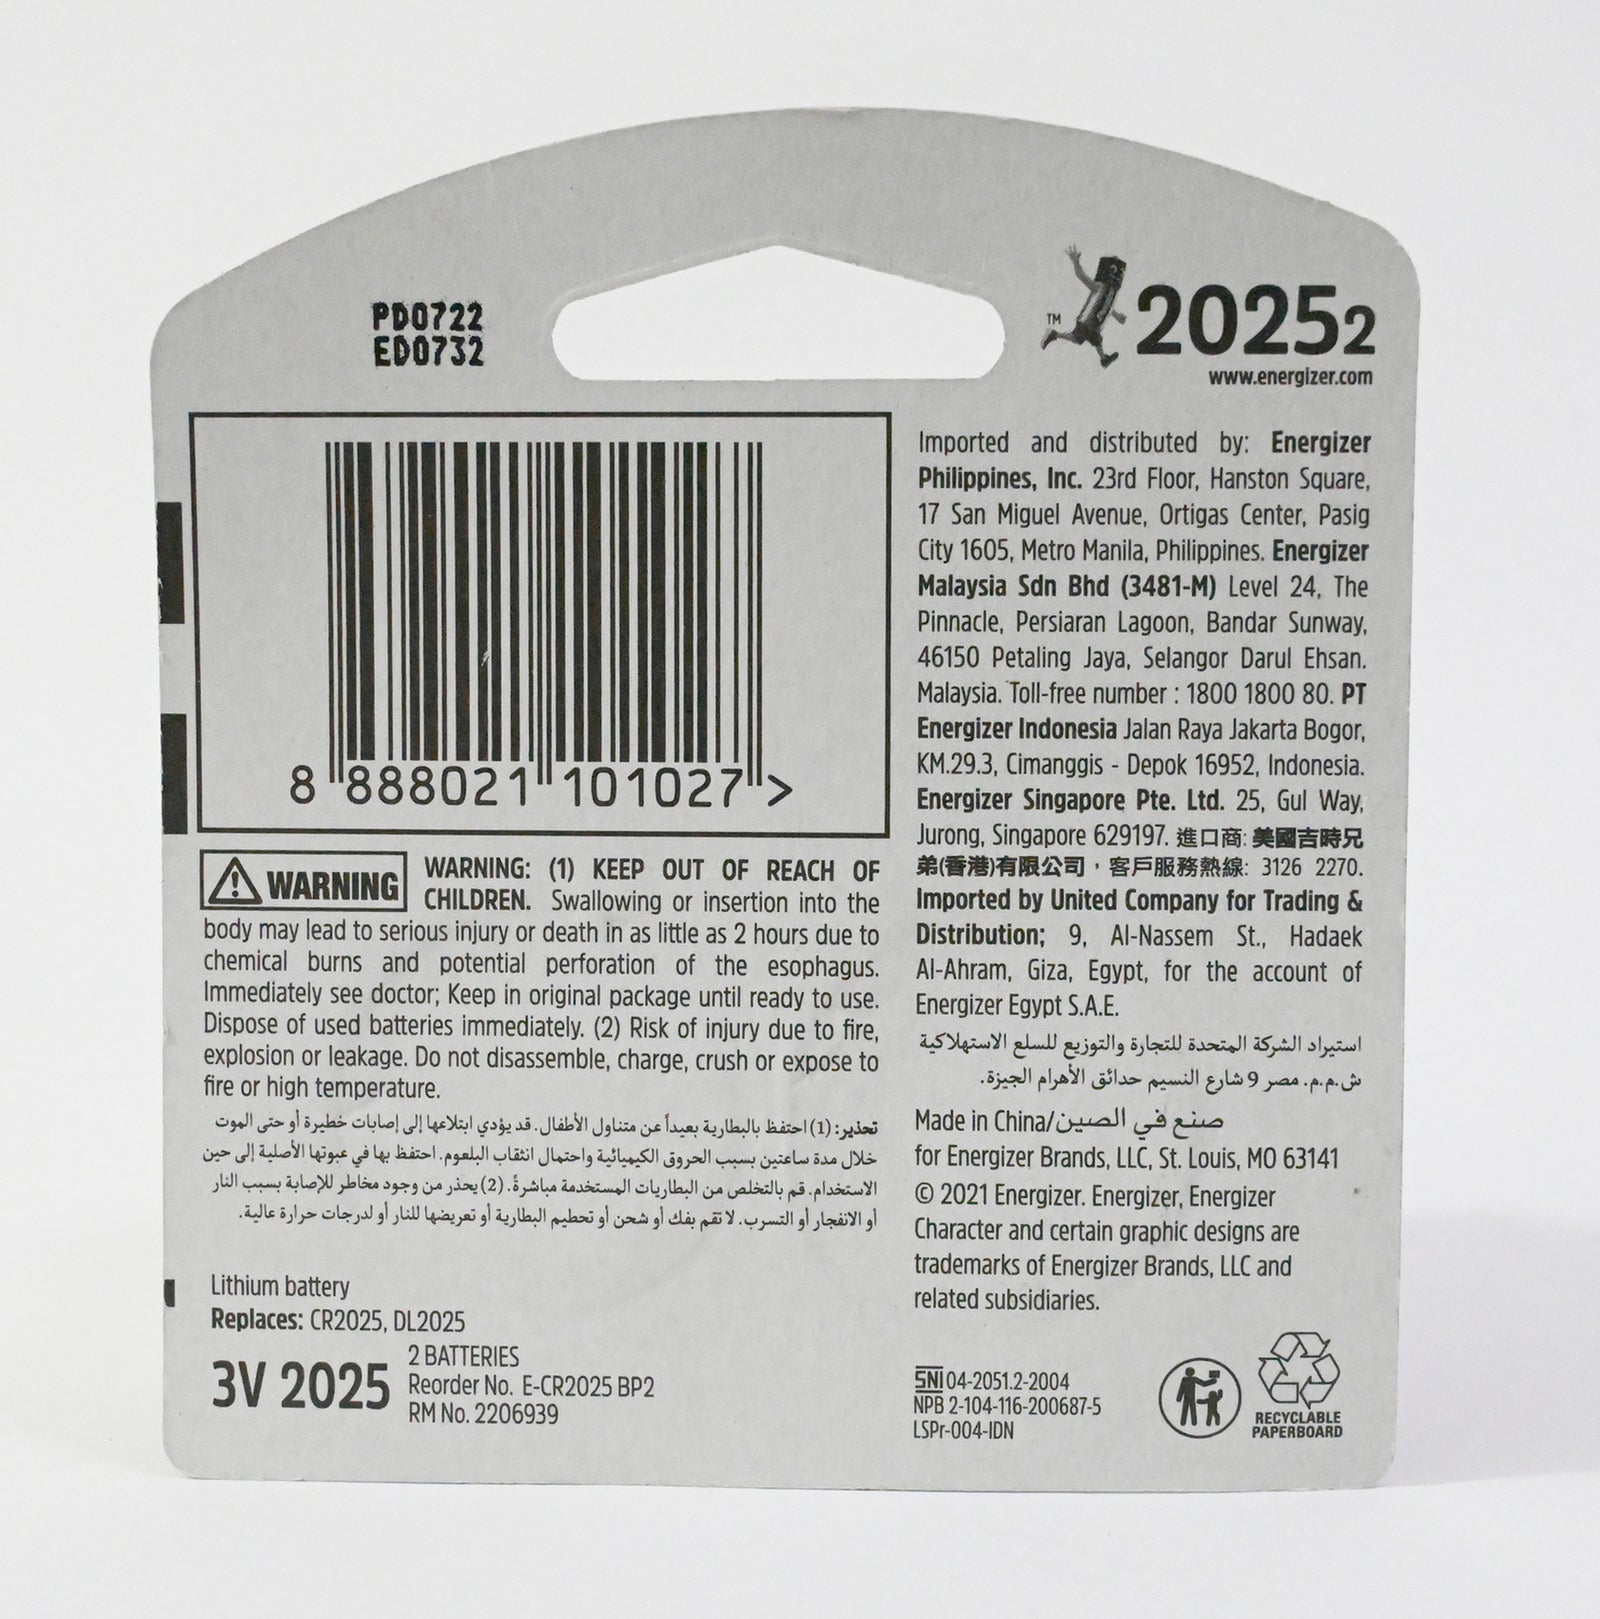 PD0722
ED0732
™
20252
www.energizer.com
8 888021 101027 >
WARNING
WARNING: (1) KEEP OUT OF REACH OF
CHILDREN. Swallowing or insertion into the
body may lead to serious injury or death in as little as 2 hours due to
chemical burns and potential perforation of the esophagus.
Immediately see doctor; Keep in original package until ready to use.
Dispose of used batteries immediately. (2) Risk of injury due to fire,
explosion or leakage. Do not disassemble, charge, crush or expose to
fire or high temperature.
تحذير: (1) احتفظ بالبطارية بعيداً عن متناول الأطفال. قد يؤدي ابتلاعها إلى إصابات خطيرة أو حتى الموت
خلال مدة ساعتين بسبب الحروق الكيميائية واحتمال انثقاب البلعوم. احتفظ بها في عبوتها الأصلية إلى حين
الاستخدام. قم بالتخلص من البطاريات المستخدمة مباشرةً. (2) يحذر من وجود مخاطر للإصابة بسبب النار
أو الانفجار أو التسرب. لا تقم بفك أو شحن أو تحطيم البطارية أو تعريضها للنار أو لدرجات حرارة عالية.
Lithium battery
Replaces: CR2025, DL2025
3V 2025
2 BATTERIES
Reorder No. E-CR2025 BP2
RM No. 2206939
Imported and distributed by: Energizer
Philippines, Inc. 23rd Floor, Hanston Square,
17 San Miguel Avenue, Ortigas Center, Pasig
City 1605, Metro Manila, Philippines. Energizer
Malaysia Sdn Bhd (3481-M) Level 24, The
Pinnacle, Persiaran Lagoon, Bandar Sunway,
46150 Petaling Jaya, Selangor Darul Ehsan.
Malaysia. Toll-free number : 1800 1800 80. PT
Energizer Indonesia Jalan Raya Jakarta Bogor,
KM.29.3, Cimanggis - Depok 16952, Indonesia.
Energizer Singapore Pte. Ltd. 25, Gul Way,
Jurong, Singapore 629197. 進口商: 美國吉時兄
弟(香港)有限公司，客戶服務熱線: 3126 2270.
Imported by United Company for Trading &
Distribution; 9, Al-Nassem St., Hadaek
Al-Ahram, Giza, Egypt, for the account of
Energizer Egypt S.A.E.
استيراد الشركة المتحدة للتجارة والتوزيع للسلع الاستهلاكية
ش.م.م. مصر 9 شارع النسيم حدائق الأهرام الجيزة.
Made in China/صنع في الصين
for Energizer Brands, LLC, St. Louis, MO 63141
© 2021 Energizer. Energizer, Energizer
Character and certain graphic designs are
trademarks of Energizer Brands, LLC and
related subsidiaries.
SNI 04-2051.2-2004
NPB 2-104-116-200687-5
LSPr-004-IDN
RECYCLABLE
PAPERBOARD